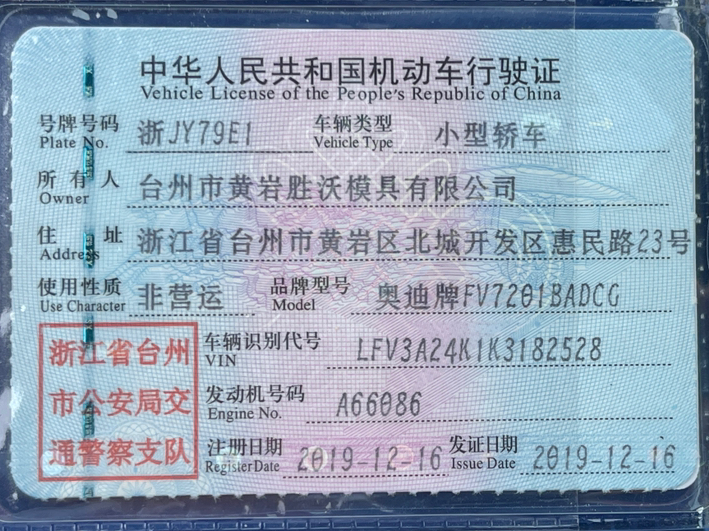 中华人民共和国机动车行驶证
Vehicle License of the People's Republic of China
号牌号码 浙JY79E1 车辆类型 小型轿车
Plate No. Vehicle Type
所有人 台州市黄岩胜沃模具有限公司
Owner
住址 浙江省台州市黄岩区北城开发区惠民路23号
Address
使用性质 非营运 品牌型号 奥迪牌FV7201BADCG
Use Character Model
浙江省台州 车辆识别代号 LFV3A24K1K3182528
VIN
市公安局交 发动机号码 A66086
Engine No.
通警察支队 注册日期 2019-12-16 发证日期 2019-12-16
Register Date Issue Date